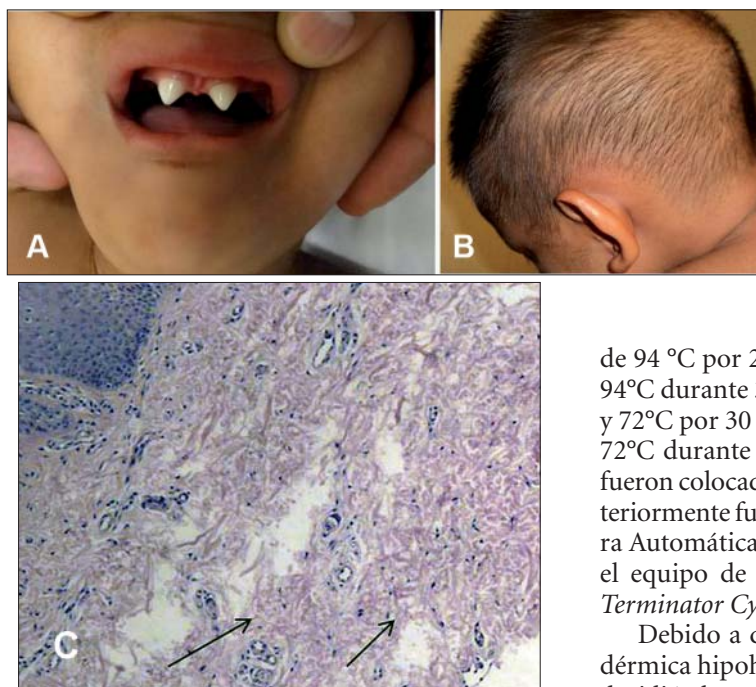 A
B
C
de 94 °C por 2
94°C durante
y 72°C por 30
72°C durante
fueron colocad
teriormente fu
ra Automática
el equipo de
Terminator Cy
Debido a
dérmica hipoh